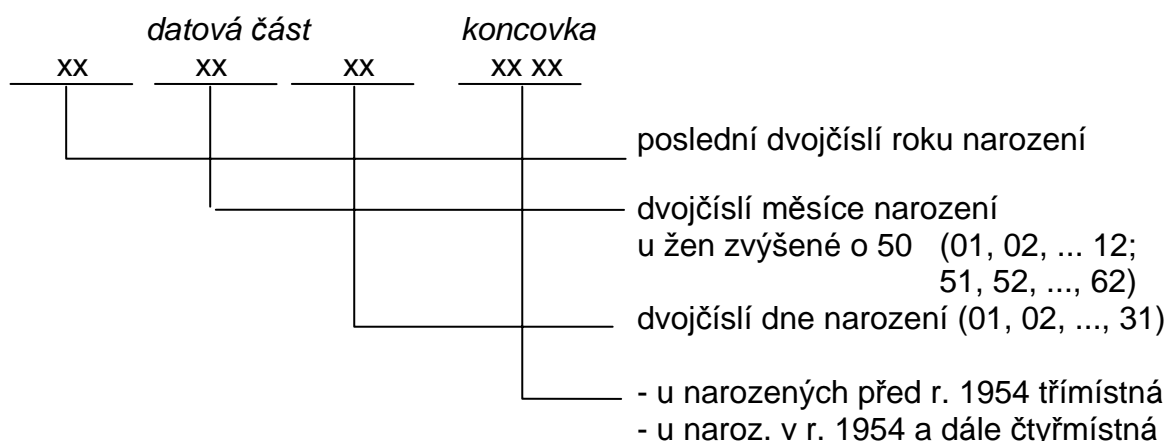 datová část koncovka
xx xx xx xx xx
poslední dvojčíslí roku narození
dvojčíslí měsíce narození
u žen zvýšené o 50 (01, 02, ... 12;
51, 52, ..., 62)
dvojčíslí dne narození (01, 02, ..., 31)
- u narozených před r. 1954 třímístná
- u naroz. v r. 1954 a dále čtyřmístná